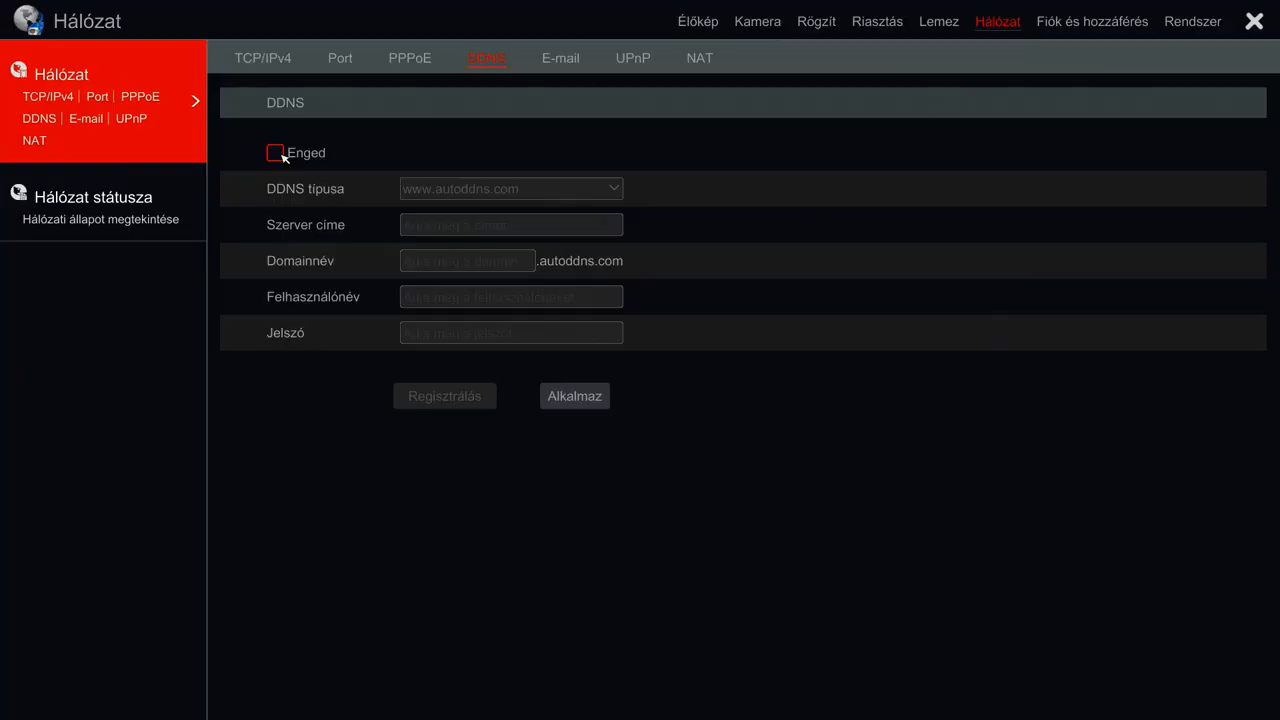 Hálózat
Élőkép Kamera Rögzít Riasztás Lemez Hálózat Fiók és hozzáférés Rendszer
Hálózat
TCP/IPv4 | Port | PPPoE
DDNS | E-mail | UPnP
NAT
Hálózat státusza
Hálózati állapot megtekintése
TCP/IPv4 Port PPPoE DDNS E-mail UPnP NAT
DDNS
Enged
DDNS típusa www.autoddns.com
Szerver címe
Domainnév .autoddns.com
Felhasználónév
Jelszó
Regisztrálás Alkalmaz